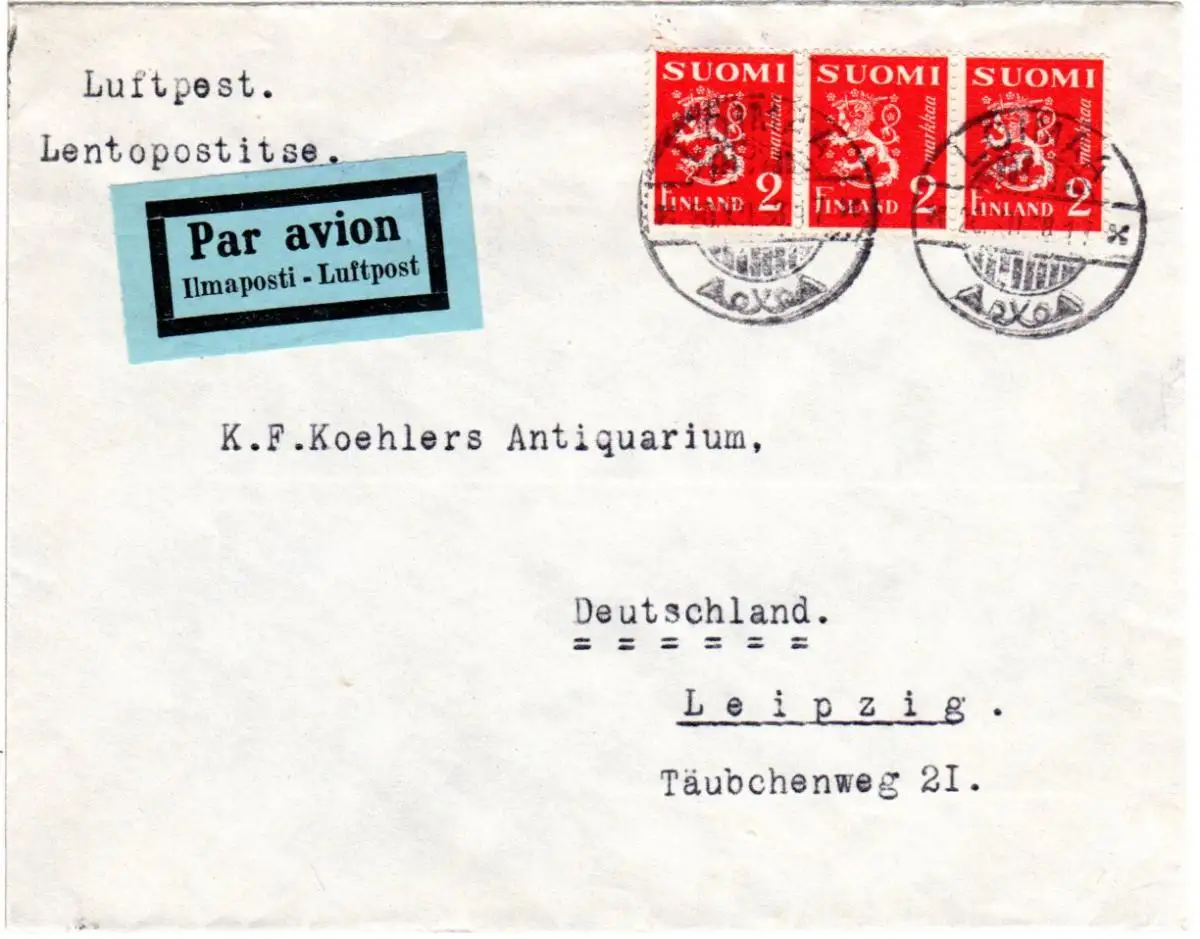 Luftpest.
Lentopostitse.
Par avion
Ilmaposti - Luftpost
SUOMI
markkaa
FINLAND 2
SUOMI
markkaa
FINLAND 2
SUOMI
markkaa
FINLAND 2
K.F.Koehlers Antiquarium,
Deutschland.
= = = = = =
Leipzig.
Täubchenweg 2I.